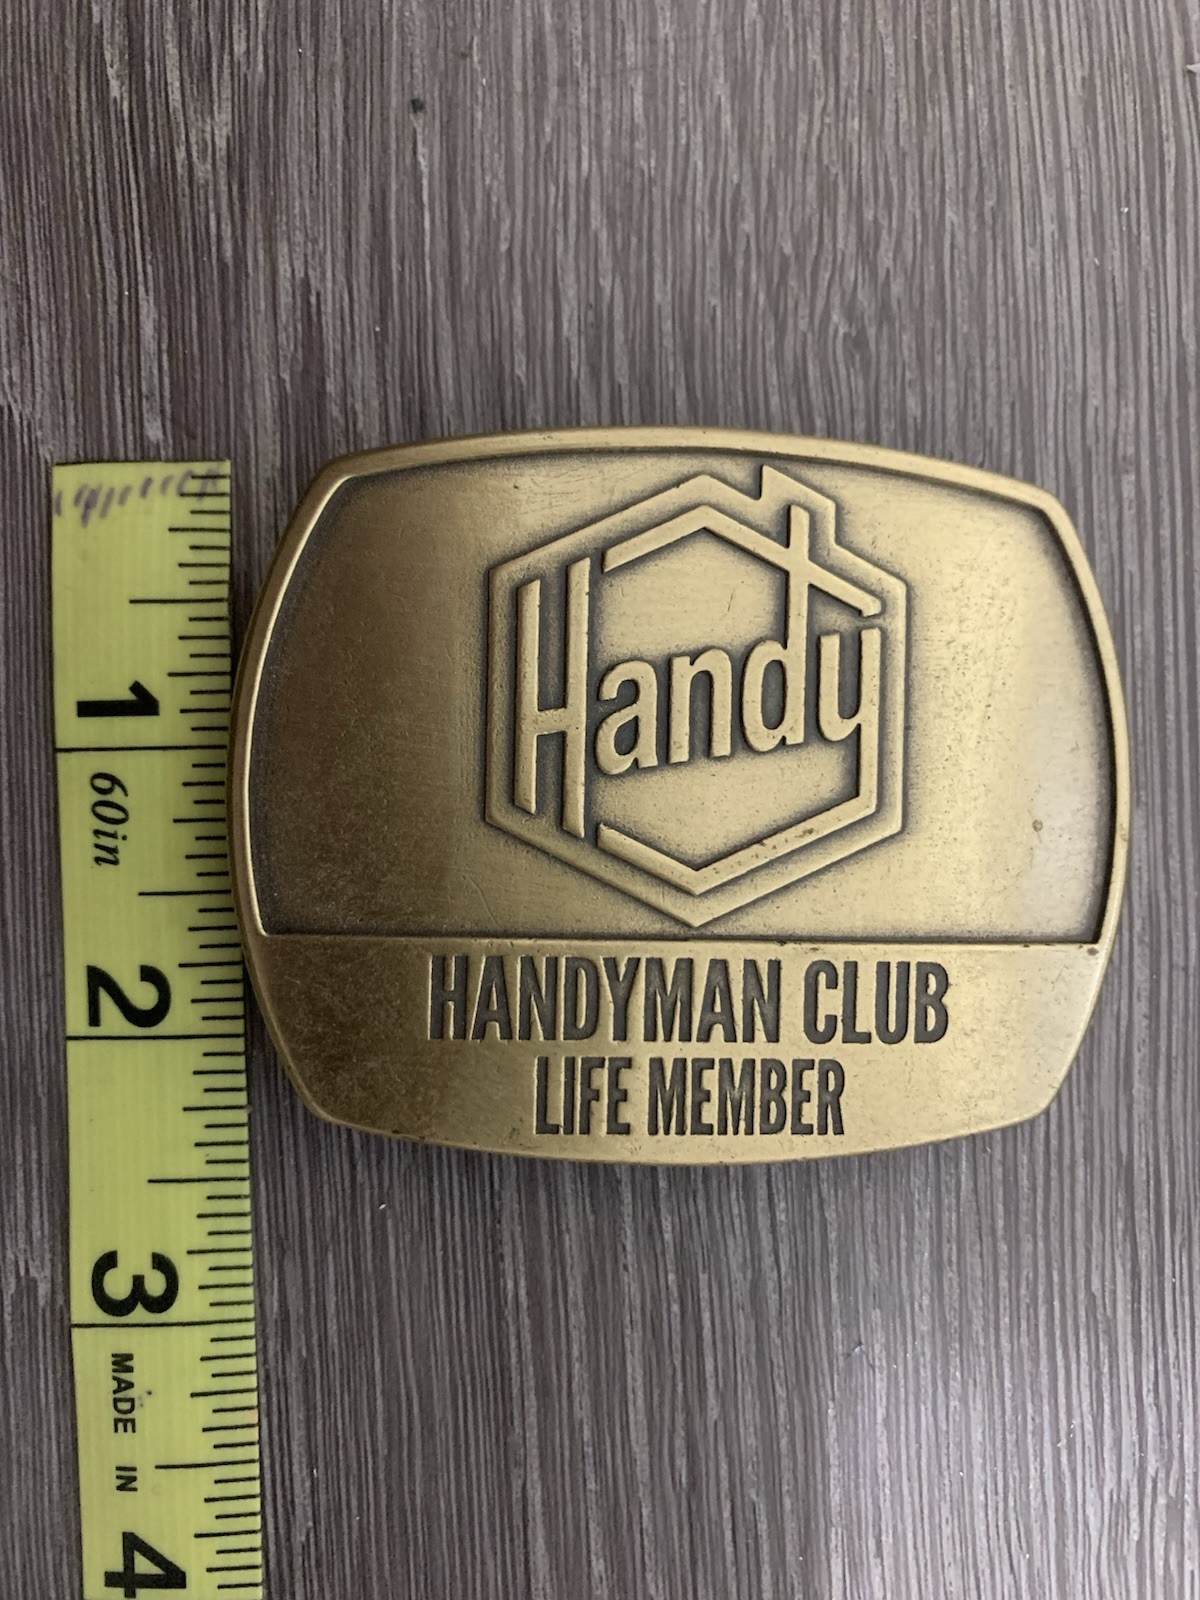 Handy
HANDYMAN CLUB
LIFE MEMBER
1
60in
2
3
MADE IN
4